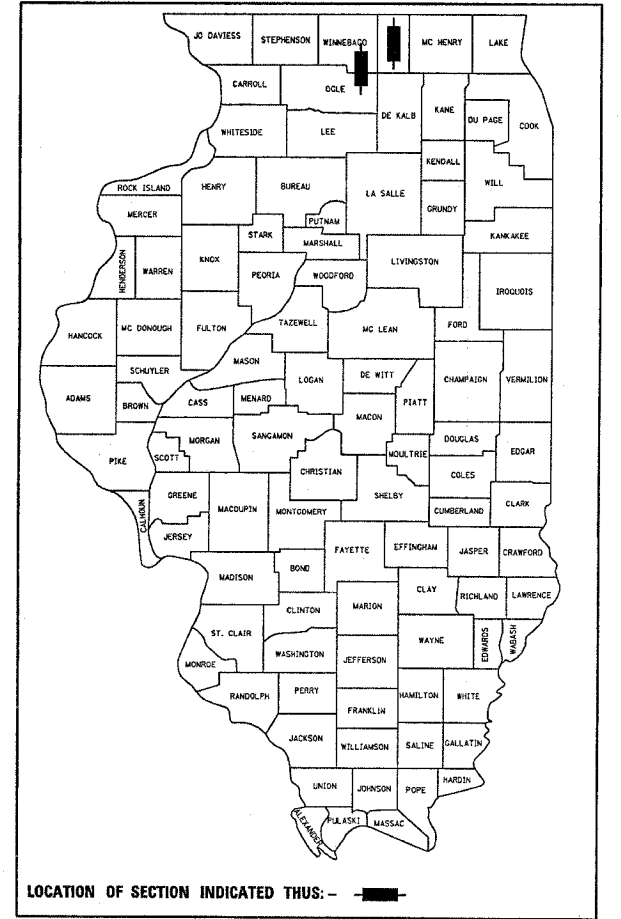 JO DAVIESS STEPHENSON WINNEBAGO MC HENRY LAKE
CARROLL OGLE
DE KALB KANE DU PAGE COOK
WHITESIDE LEE
KENDALL WILL
ROCK ISLAND HENRY BUREAU LA SALLE
GRUNDY
MERCER PUTNAM
STARK MARSHALL KANKAKEE
HENDERSON WARREN KNOX PEORIA WOODFORD LIVINGSTON
IROQUOIS
HANCOCK MC DONOUGH FULTON TAZEWELL MC LEAN FORD
MASON
SCHUYLER LOGAN DE WITT CHAMPAIGN VERMILION
ADAMS BROWN CASS MENARD PIATT
MACON
MORGAN SANGAMON DOUGLAS
PIKE SCOTT MOULTRIE EDGAR
CHRISTIAN COLES
GREENE SHELBY
CALHOUN MACOUPIN MONTGOMERY CUMBERLAND CLARK
JERSEY FAYETTE EFFINGHAM JASPER CRAWFORD
MADISON BOND
CLAY RICHLAND LAWRENCE
CLINTON MARION
ST. CLAIR WAYNE EDWARDS WABASH
WASHINGTON JEFFERSON
MONROE
RANDOLPH PERRY HAMILTON WHITE
FRANKLIN
JACKSON WILLIAMSON SALINE GALLATIN
HARDIN
UNION JOHNSON POPE
ALEXANDER PULASKI MASSAC
LOCATION OF SECTION INDICATED THUS: -